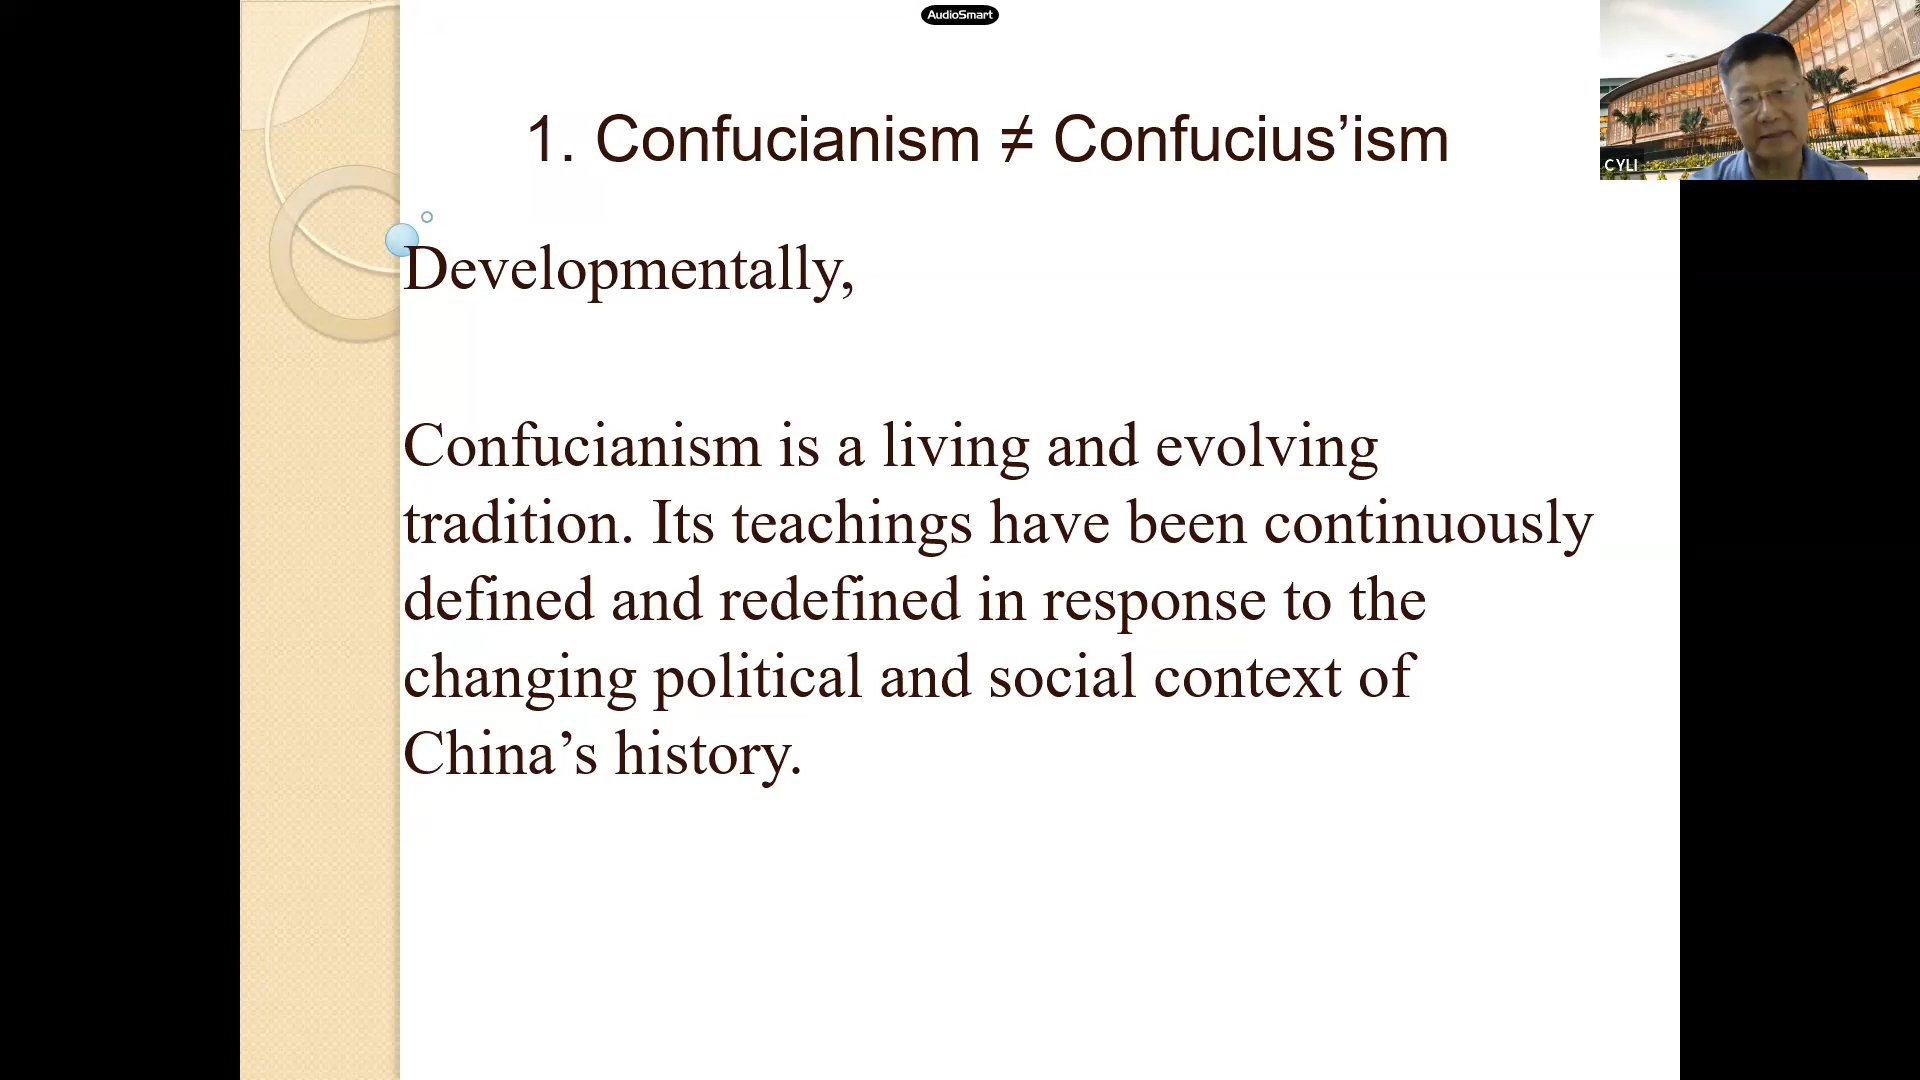 AudioSmart
1. Confucianism ≠ Confucius’ism
CYLI
Developmentally,
Confucianism is a living and evolving
tradition. Its teachings have been continuously
defined and redefined in response to the
changing political and social context of
China’s history.